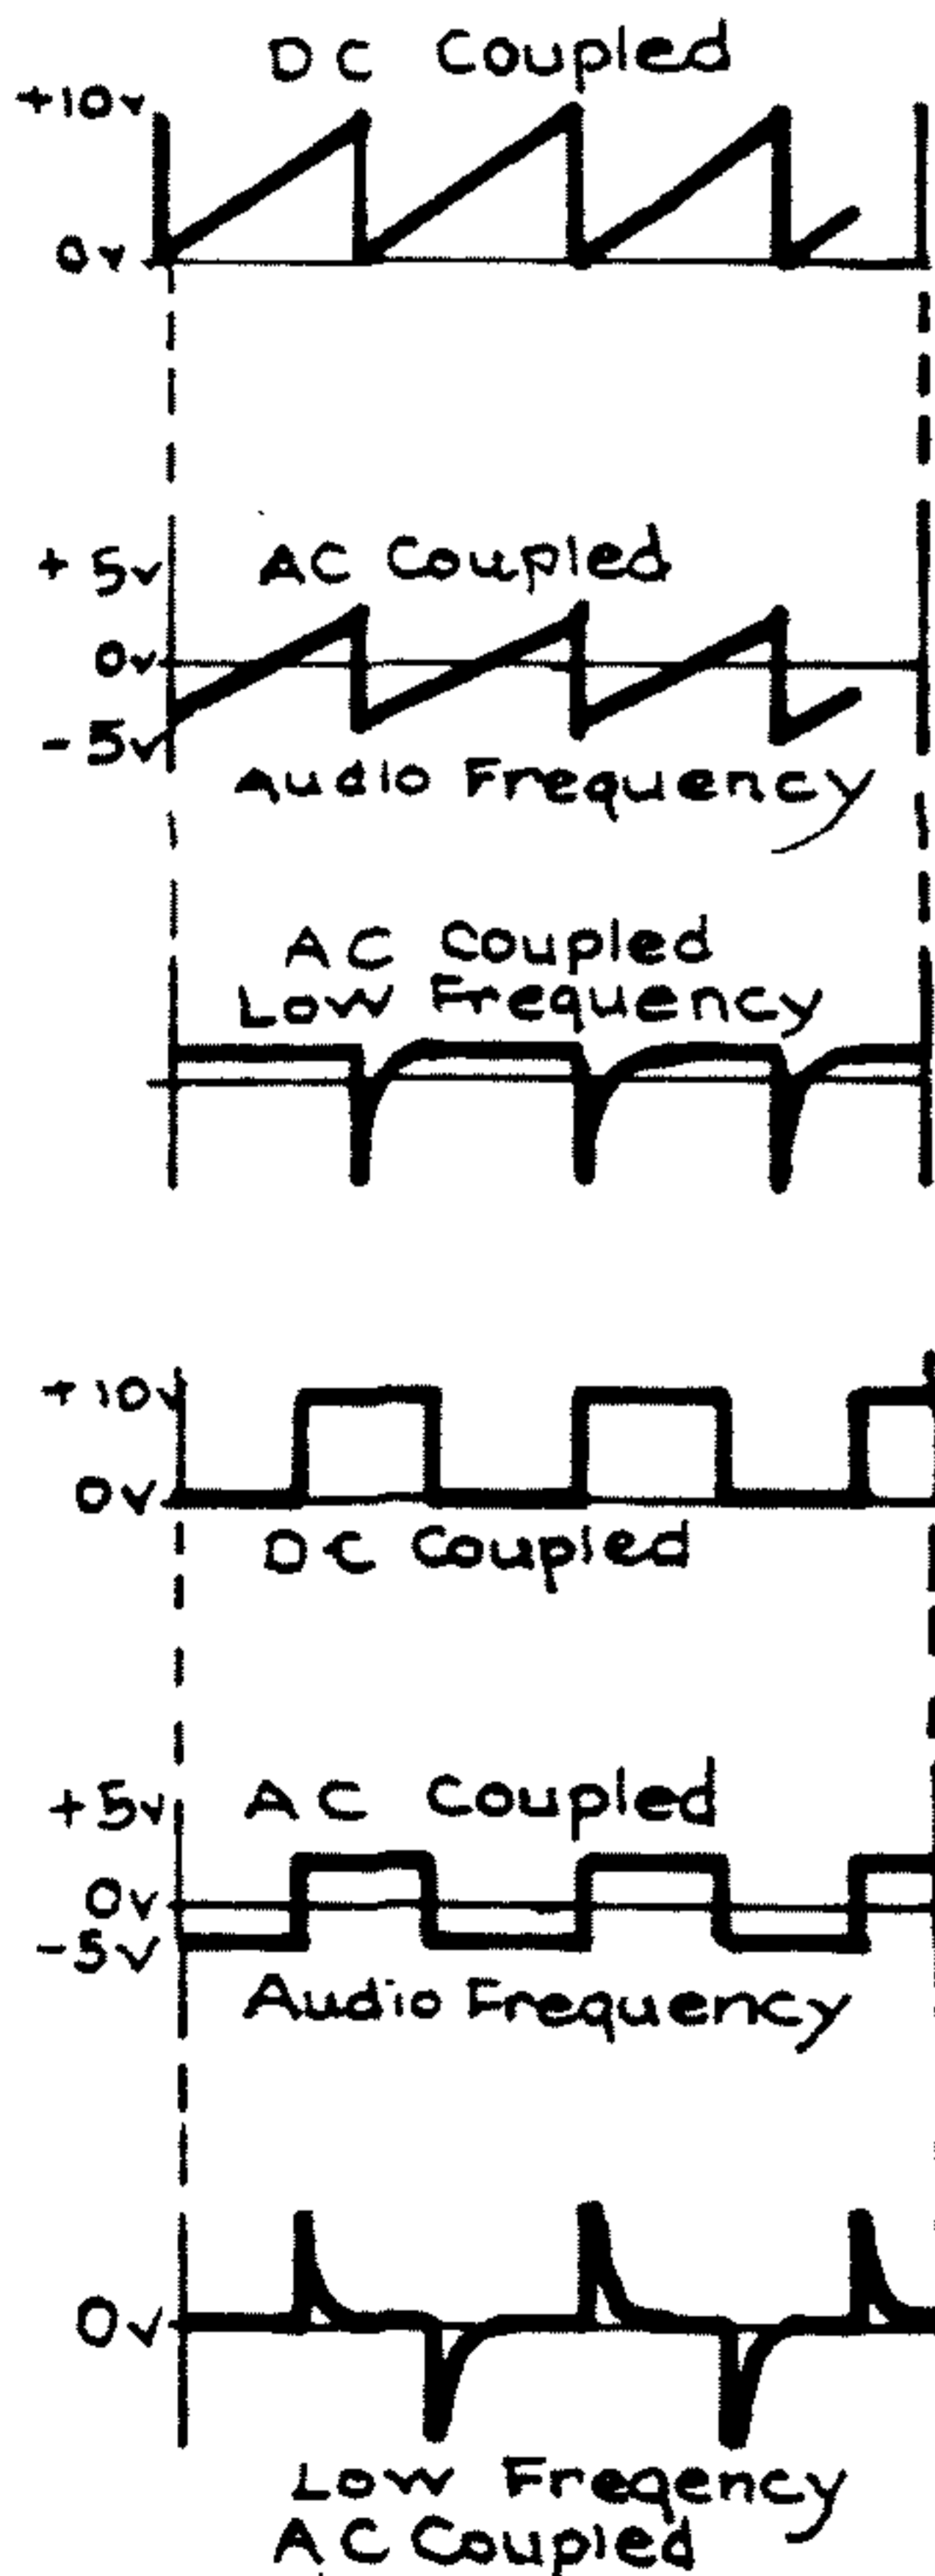 DC Coupled
+10v
0v
+5v
AC Coupled
0v
-5v
Audio Frequency
AC Coupled
Low Frequency
+10v
0v
DC Coupled
+5v
AC Coupled
0v
-5v
Audio Frequency
0v
Low Freqency
AC Coupled